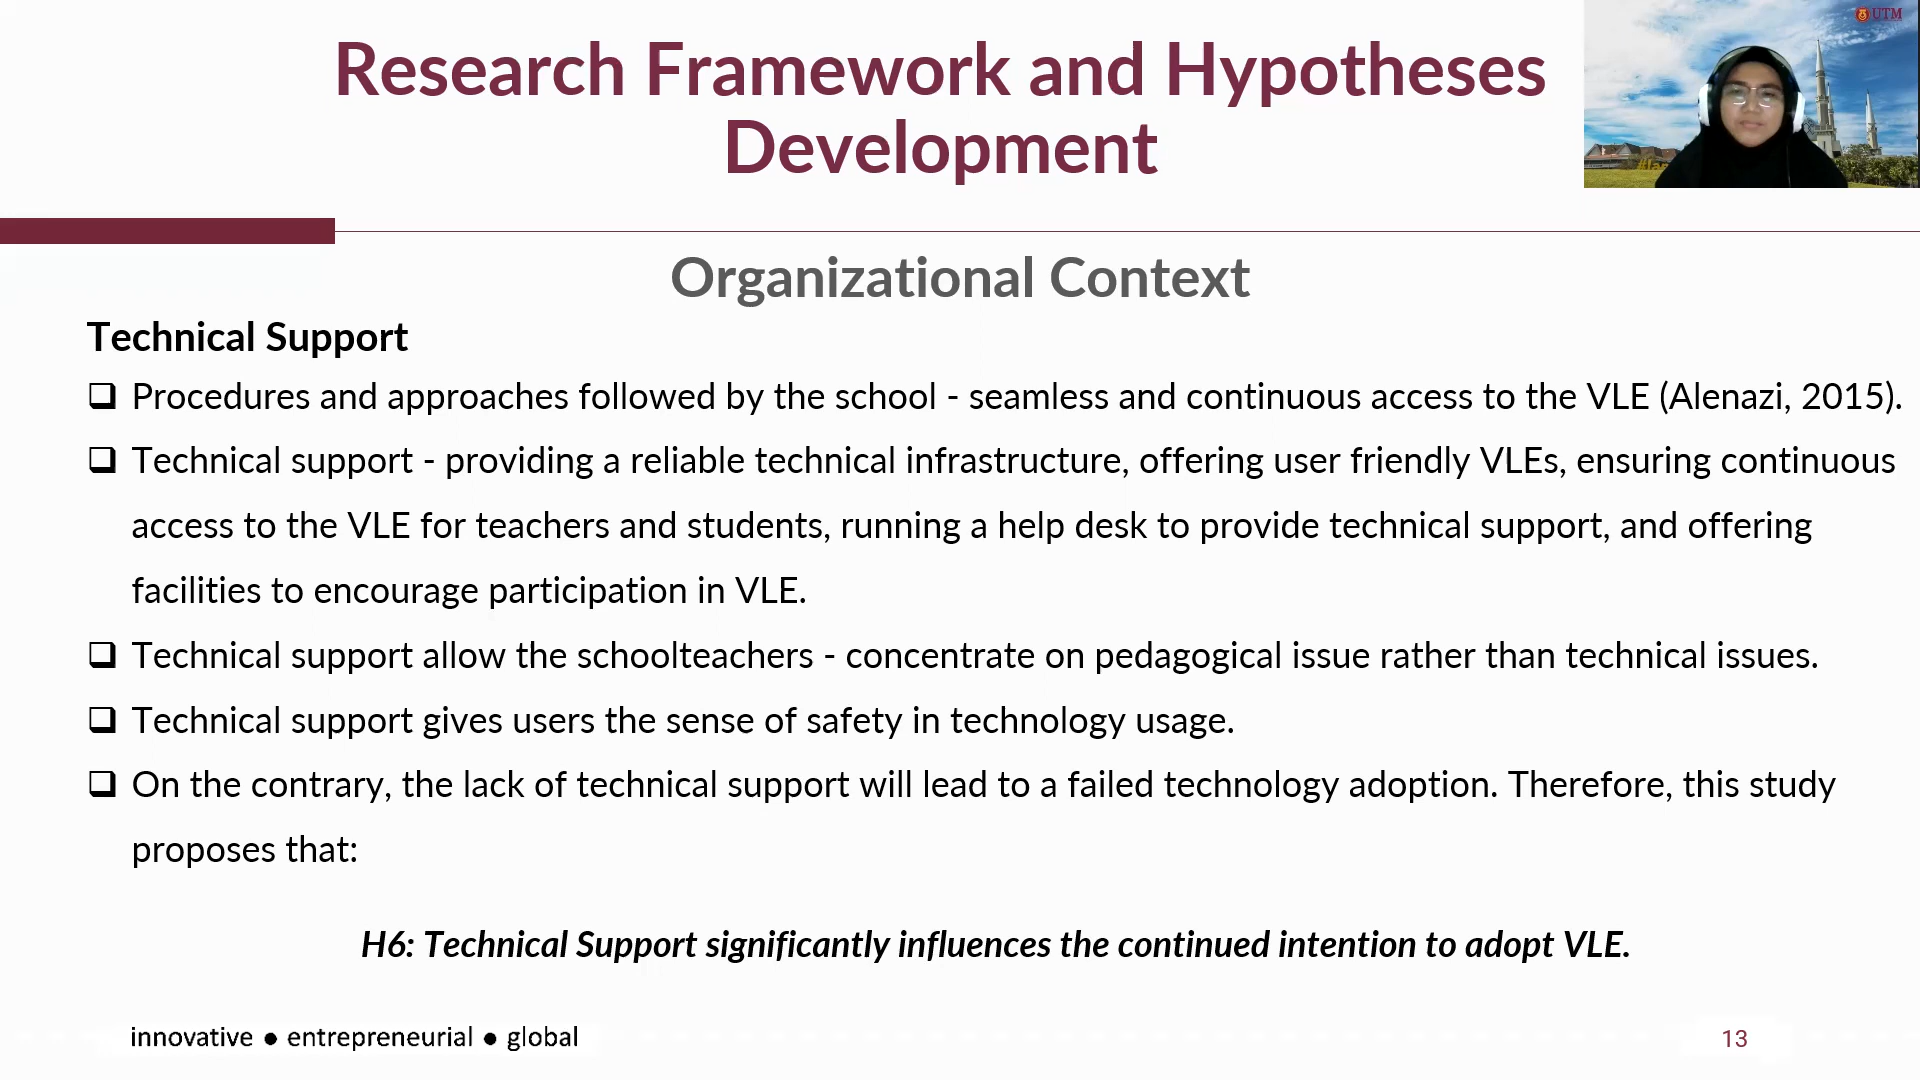 Research Framework and Hypotheses
Development
UTM
Organizational Context
Technical Support
❑ Procedures and approaches followed by the school - seamless and continuous access to the VLE (Alenazi, 2015).
❑ Technical support - providing a reliable technical infrastructure, offering user friendly VLEs, ensuring continuous
access to the VLE for teachers and students, running a help desk to provide technical support, and offering
facilities to encourage participation in VLE.
❑ Technical support allow the schoolteachers - concentrate on pedagogical issue rather than technical issues.
❑ Technical support gives users the sense of safety in technology usage.
❑ On the contrary, the lack of technical support will lead to a failed technology adoption. Therefore, this study
proposes that:
H6: Technical Support significantly influences the continued intention to adopt VLE.
innovative ● entrepreneurial ● global
13